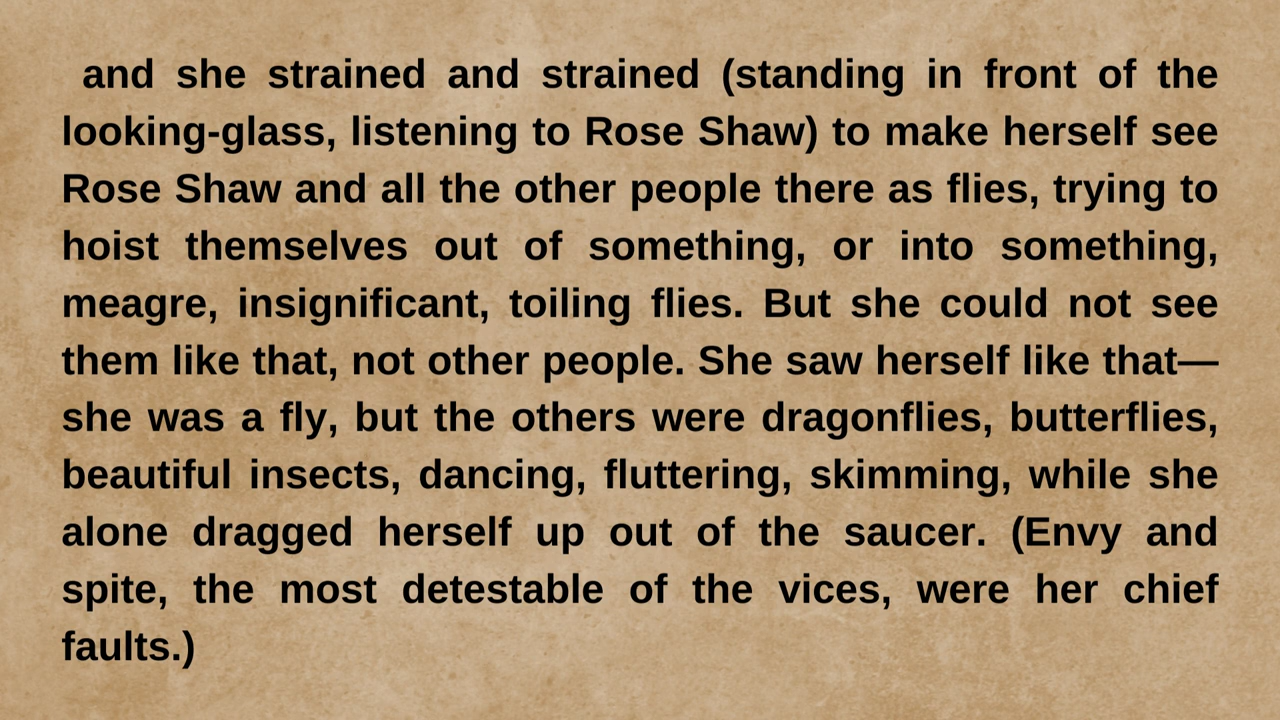 and she strained and strained (standing in front of the
looking-glass, listening to Rose Shaw) to make herself see
Rose Shaw and all the other people there as flies, trying to
hoist themselves out of something, or into something,
meagre, insignificant, toiling flies. But she could not see
them like that, not other people. She saw herself like that—
she was a fly, but the others were dragonflies, butterflies,
beautiful insects, dancing, fluttering, skimming, while she
alone dragged herself up out of the saucer. (Envy and
spite, the most detestable of the vices, were her chief
faults.)